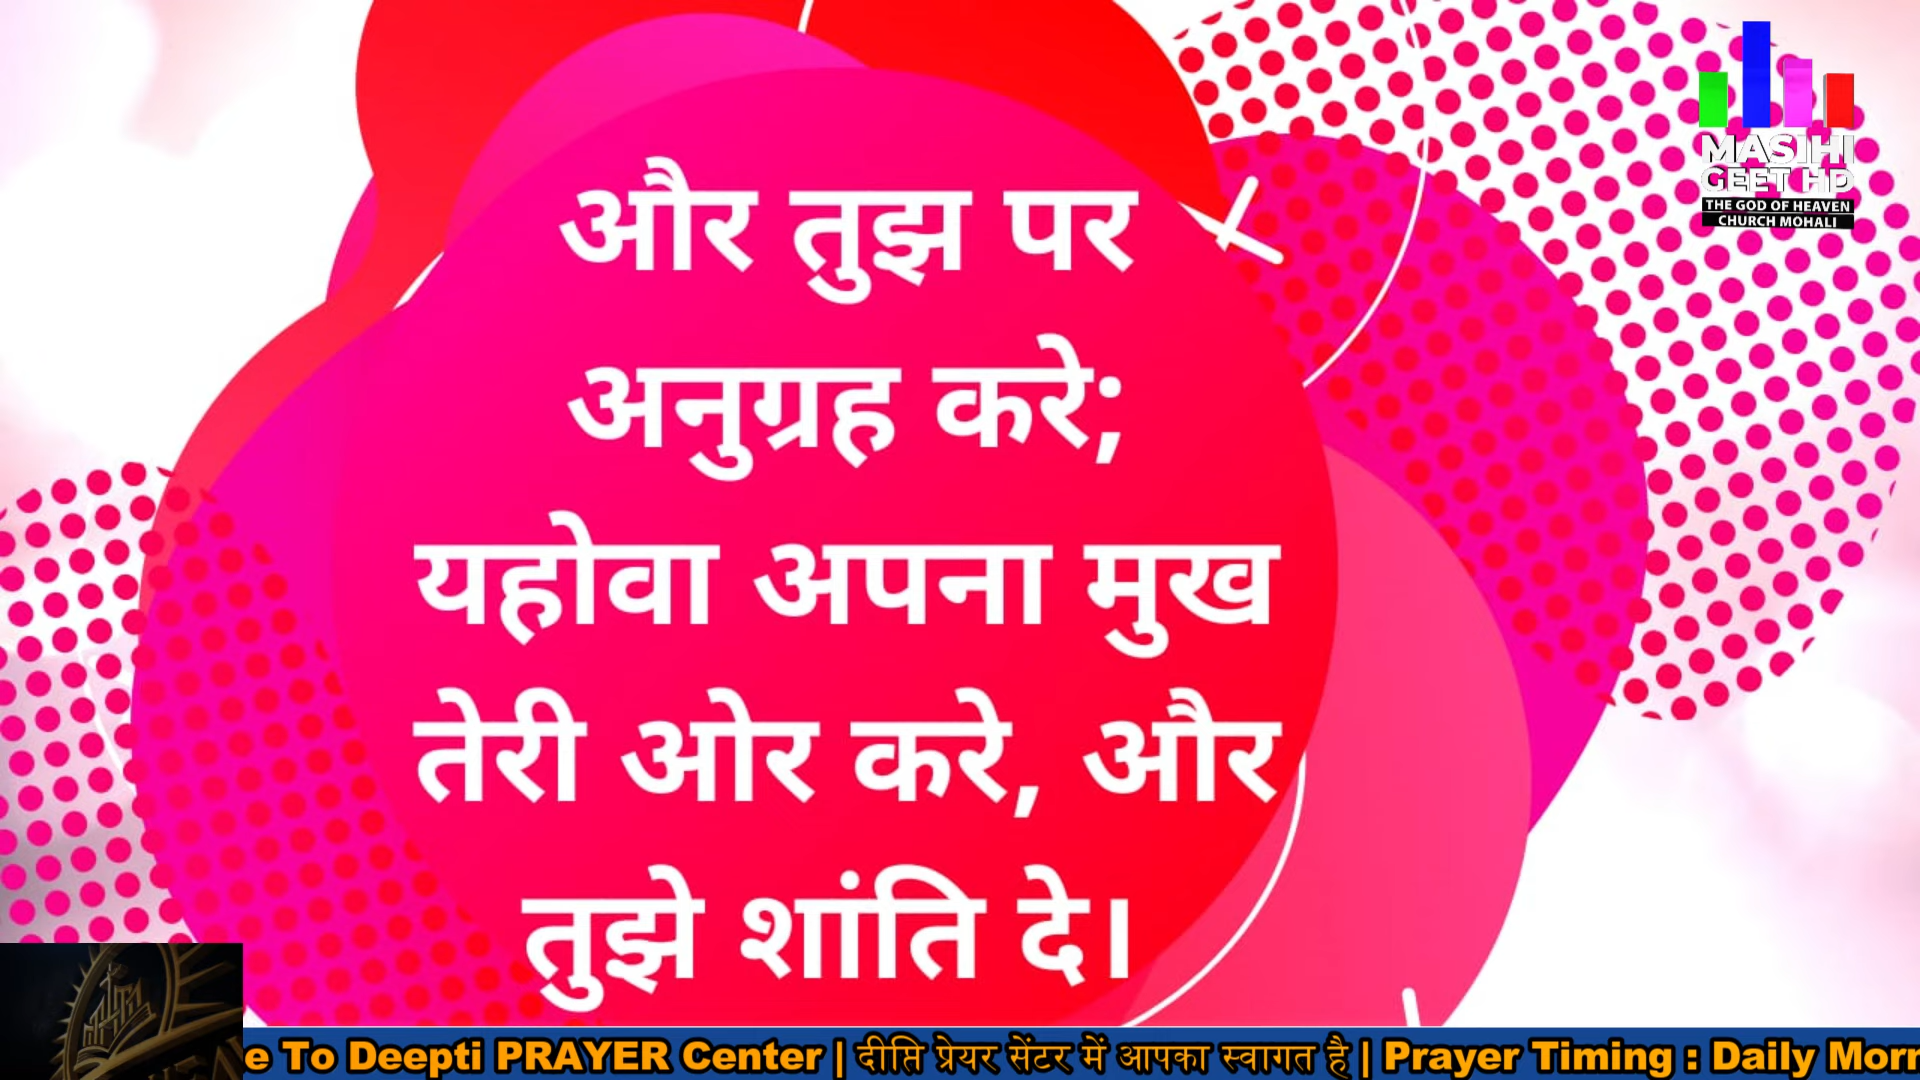 और तुझ पर
अनुग्रह करे;
यहोवा अपना मुख
तेरी ओर करे, और
तुझे शांति दे।
MASIHI
GEET HD
THE GOD OF HEAVEN
CHURCH MOHALI
e To Deepti PRAYER Center | दीप्ति प्रेयर सेंटर में आपका स्वागत है | Prayer Timing : Daily Morn